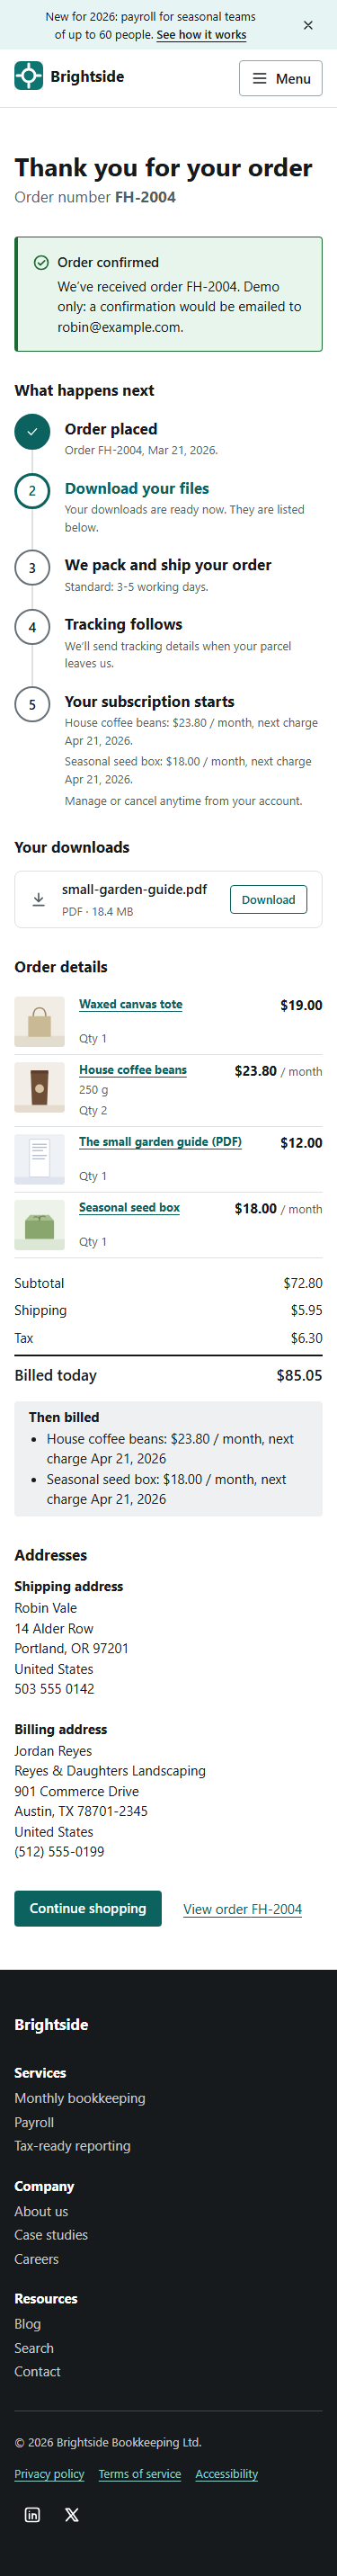 New for 2026: payroll for seasonal teams
of up to 60 people. See how it works
Brightside
Menu
Thank you for your order
Order number FH-2004
Order confirmed
We've received order FH-2004. Demo
only: a confirmation would be emailed to
robin@example.com.
What happens next
Order placed
Order FH-2004, Mar 21, 2026.
2
Download your files
Your downloads are ready now. They are listed
below.
3
We pack and ship your order
Standard: 3-5 working days.
4
Tracking follows
We'll send tracking details when your parcel
leaves us.
5
Your subscription starts
House coffee beans: $23.80 / month, next charge
Apr 21, 2026.
Seasonal seed box: $18.00 / month, next charge
Apr 21, 2026.
Manage or cancel anytime from your account.
Your downloads
small-garden-guide.pdf
PDF · 18.4 MB
Download
Order details
Waxed canvas tote
$19.00
Qty 1
House coffee beans
$23.80 / month
250 g
Qty 2
The small garden guide (PDF)
$12.00
Qty 1
Seasonal seed box
$18.00 / month
Qty 1
Subtotal $72.80
Shipping $5.95
Tax $6.30
Billed today $85.05
Then billed
• House coffee beans: $23.80 / month, next
charge Apr 21, 2026
• Seasonal seed box: $18.00 / month, next
charge Apr 21, 2026
Addresses
Shipping address
Robin Vale
14 Alder Row
Portland, OR 97201
United States
503 555 0142
Billing address
Jordan Reyes
Reyes & Daughters Landscaping
901 Commerce Drive
Austin, TX 78701-2345
United States
(512) 555-0199
Continue shopping
View order FH-2004
Brightside
Services
Monthly bookkeeping
Payroll
Tax-ready reporting
Company
About us
Case studies
Careers
Resources
Blog
Search
Contact
© 2026 Brightside Bookkeeping Ltd.
Privacy policy Terms of service Accessibility